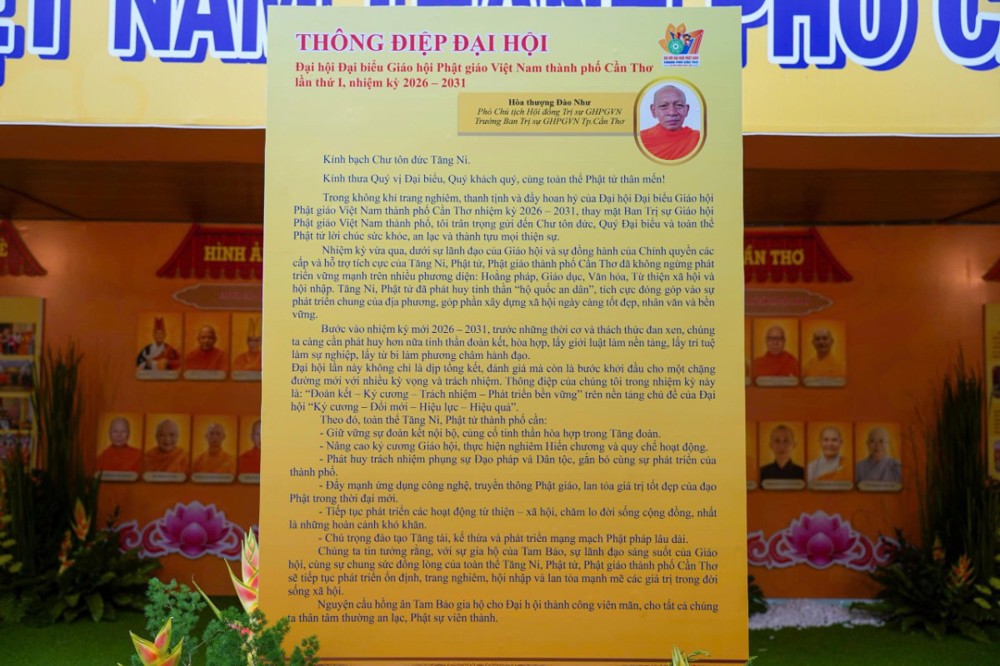 ỆT NAM THÀNH PHỐ C
THÔNG ĐIỆP ĐẠI HỘI
Đại hội Đại biểu Giáo hội Phật giáo Việt Nam thành phố Cần Thơ
lần thứ I, nhiệm kỳ 2026 – 2031
Hòa thượng Đào Như
Phó Chủ tịch Hội đồng Trị sự GHPGVN
Trưởng Ban Trị sự GHPGVN Tp.Cần Thơ
Kính bạch Chư tôn đức Tăng Ni.
Kính thưa Quý vị Đại biểu, Quý khách quý, cùng toàn thể Phật tử thân mến!
Trong không khí trang nghiêm, thanh tịnh và đầy hoan hỷ của Đại hội Đại biểu Giáo hội
Phật giáo Việt Nam thành phố Cần Thơ nhiệm kỳ 2026 – 2031, thay mặt Ban Trị sự Giáo hội
Phật giáo Việt Nam thành phố, tôi trân trọng gửi đến Chư tôn đức, Quý Đại biểu và toàn thể
Phật tử lời chúc sức khỏe, an lạc và thành tựu mọi thiện sự.
Nhiệm kỳ vừa qua, dưới sự lãnh đạo của Giáo hội và sự đồng hành của Chính quyền các
cấp và hỗ trợ tích cực của Tăng Ni, Phật tử, Phật giáo thành phố Cần Thơ đã không ngừng phát
triển vững mạnh trên nhiều phương diện: Hoằng pháp, Giáo dục, Văn hóa, Từ thiện xã hội và
hội nhập. Tăng Ni, Phật tử đã phát huy tinh thần “hộ quốc an dân”, tích cực đóng góp vào sự
phát triển chung của địa phương, góp phần xây dựng xã hội ngày càng tốt đẹp, nhân văn và bền
vững.
Bước vào nhiệm kỳ mới 2026 – 2031, trước những thời cơ và thách thức đan xen, chúng
ta càng cần phát huy hơn nữa tinh thần đoàn kết, hòa hợp, lấy giới luật làm nền tảng, lấy trí tuệ
làm sự nghiệp, lấy từ bi làm phương châm hành đạo.
Đại hội lần này không chỉ là dịp tổng kết, đánh giá mà còn là bước khởi đầu cho một chặng
đường mới với nhiều kỳ vọng và trách nhiệm. Thông điệp của chúng tôi trong nhiệm kỳ này
là: “Đoàn kết – Kỷ cương – Trách nhiệm – Phát triển bền vững” trên nền tảng chủ đề của Đại
hội “Kỷ cương – Đổi mới – Hiệu lực – Hiệu quả”.
Theo đó, toàn thể Tăng Ni, Phật tử thành phố cần:
- Giữ vững sự đoàn kết nội bộ, củng cố tinh thần hòa hợp trong Tăng đoàn.
- Nâng cao kỷ cương Giáo hội, thực hiện nghiêm Hiến chương và quy chế hoạt động.
- Phát huy trách nhiệm phụng sự Đạo pháp và Dân tộc, gắn bó cùng sự phát triển của
thành phố.
- Đẩy mạnh ứng dụng công nghệ, truyền thông Phật giáo, lan tỏa giá trị tốt đẹp của đạo
Phật trong thời đại mới.
- Tiếp tục phát triển các hoạt động từ thiện – xã hội, chăm lo đời sống cộng đồng, nhất
là những hoàn cảnh khó khăn.
- Chú trọng đào tạo Tăng tài, kế thừa và phát triển mạng mạch Phật pháp lâu dài.
Chúng ta tin tưởng rằng, với sự gia hộ của Tam Bảo, sự lãnh đạo sáng suốt của Giáo
hội, cùng sự chung sức đồng lòng của toàn thể Tăng Ni, Phật tử, Phật giáo thành phố Cần Thơ
sẽ tiếp tục phát triển ổn định, trang nghiêm, hội nhập và lan tỏa mạnh mẽ các giá trị trong đời
sống xã hội.
Nguyện cầu hồng ân Tam Bảo gia hộ cho Đại h ội thành công viên mãn, cho tất cả chúng
ta thân tâm thường an lạc, Phật sự viên thành.
HÌNH Ả
ẦN THƠ